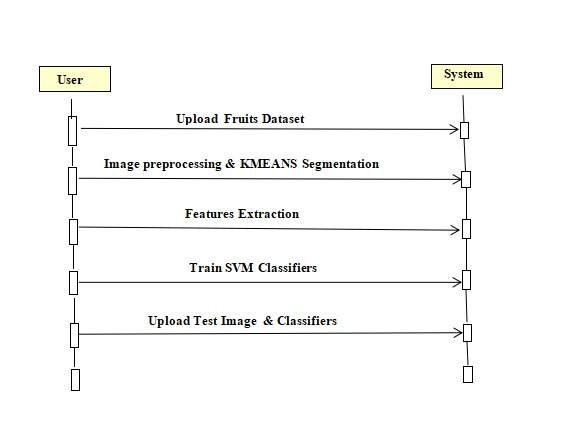 User
System
Upload Fruits Dataset
Image preprocessing & KMEANS Segmentation
Features Extraction
Train SVM Classifiers
Upload Test Image & Classifiers